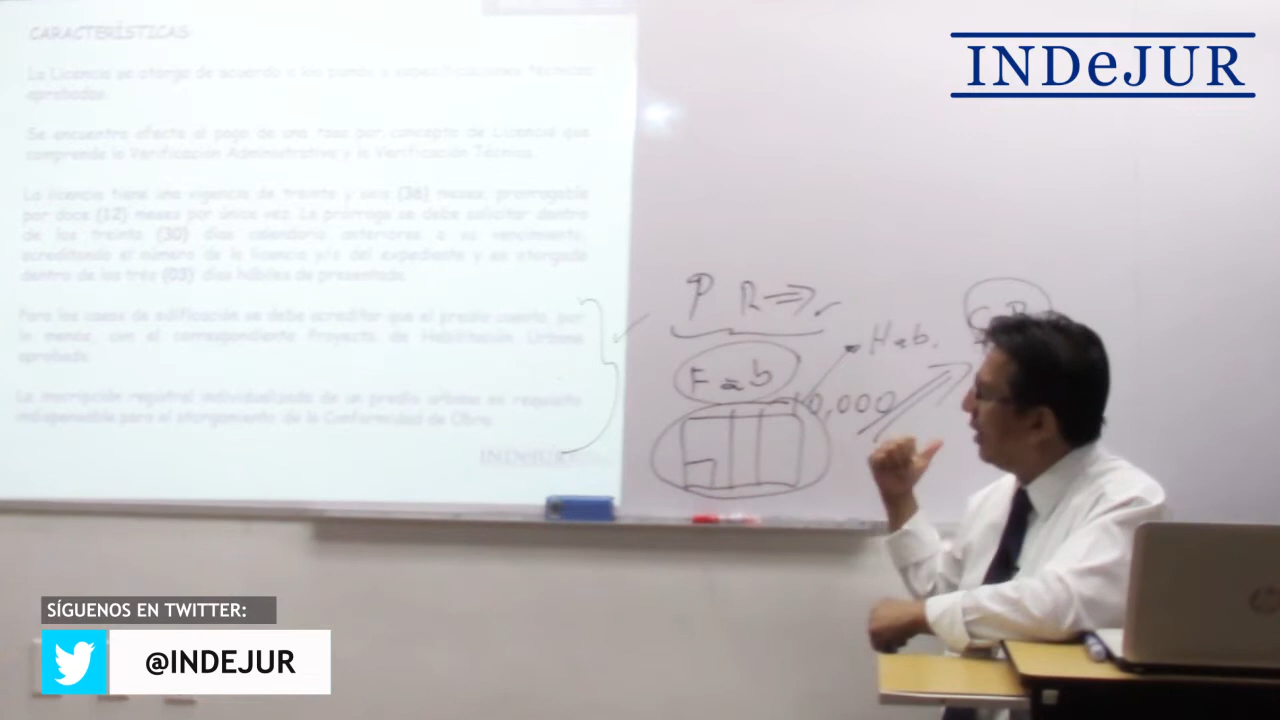 CARACTERÍSTICAS
La Licencia se otorga de acuerdo a los planos y especificaciones técnicas
aprobadas.
Se encuentra afecta al pago de una tasa por concepto de Licencia que
comprende la Verificación Administrativa y la Verificación Técnica.
La licencia tiene una vigencia de treinta y seis (36) meses, prorrogable
por doce (12) meses por única vez. La prórroga se debe solicitar dentro
de los treinta (30) días calendario anteriores a su vencimiento,
acreditando el número de la licencia y/o del expediente y es otorgada
dentro de los tres (03) días hábiles de presentada.
Para los casos de edificación se debe acreditar que el predio cuenta, por
lo menos, con el correspondiente Proyecto de Habilitación Urbana
aprobado.
La inscripción registral individualizada de un predio urbano es requisito
indispensable para el otorgamiento de la Conformidad de Obra.
INDeJUR
P R
Hab.
10,000
INDeJUR
SÍGUENOS EN TWITTER:
@INDEJUR